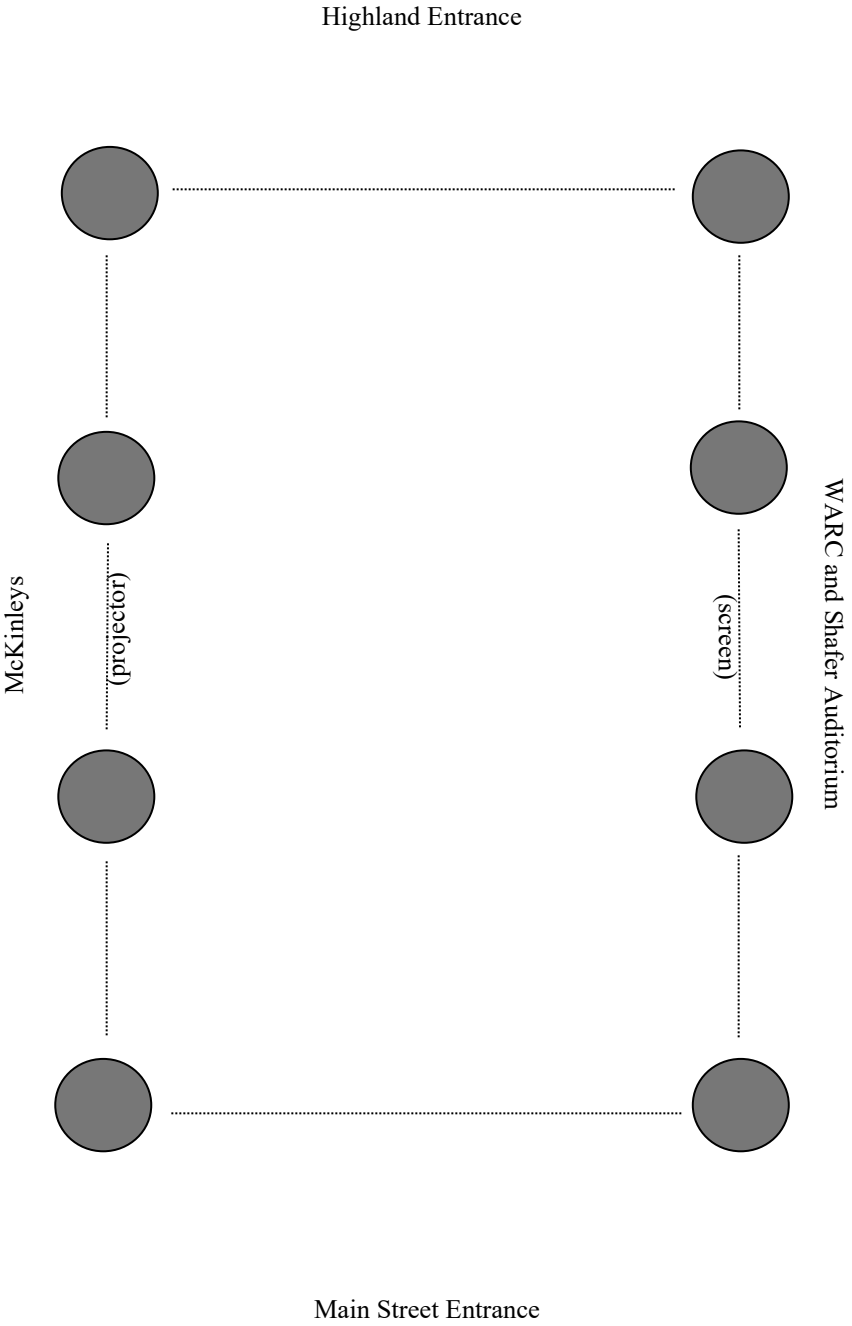 Highland Entrance
McKinleys
(projector)
(screen)
WARC and Shafer Auditorium
Main Street Entrance